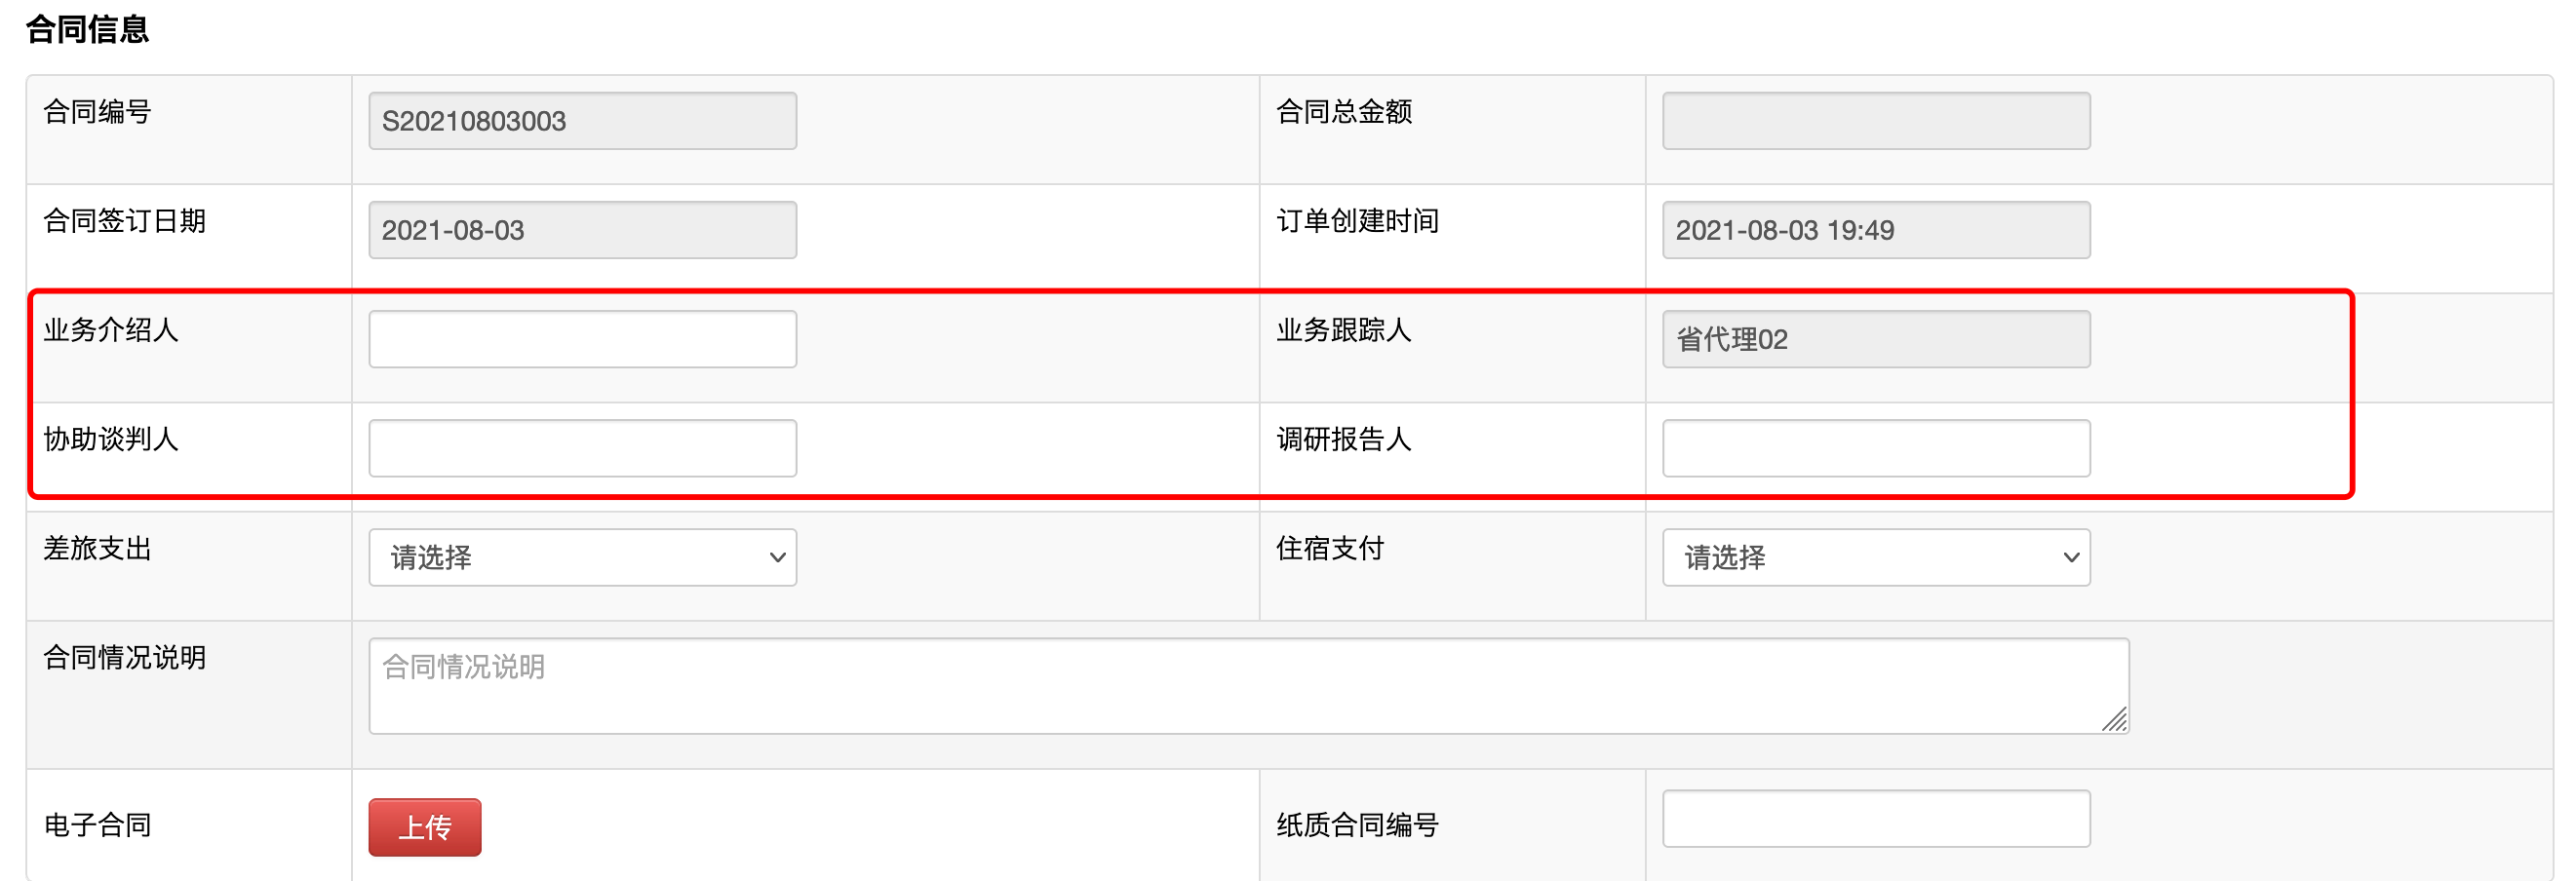 合同信息
合同编号 S20210803003 合同总金额
合同签订日期 2021-08-03 订单创建时间 2021-08-03 19:49
业务介绍人 业务跟踪人 省代理02
协助谈判人 调研报告人
差旅支出 请选择 住宿支付 请选择
合同情况说明 合同情况说明
电子合同 上传 纸质合同编号